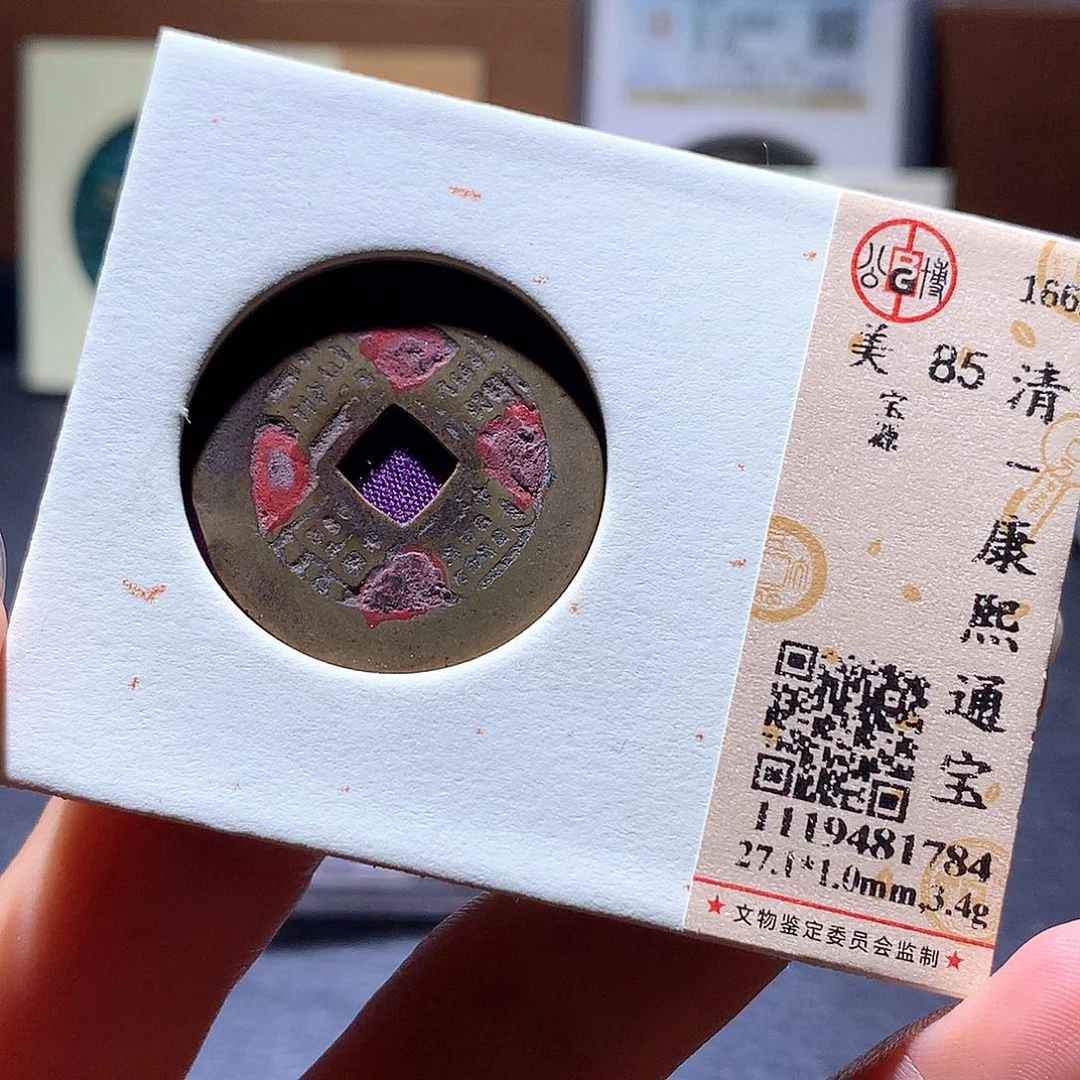 公博
166
美 85
宝源
清一康熙通宝
1119481784
27.1*1.0mm,3.4g
★文物鉴定委员会监制★